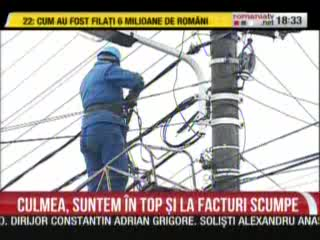 22: CUM AU FOST FILAȚI 6 MILIOANE DE ROMÂNI
romaniatv
.net
18:33
CULMEA, SUNTEM ÎN TOP ȘI LA FACTURI SCUMPE
O. DIRIJOR CONSTANTIN ADRIAN GRIGORE. SOLIȘTI ALEXANDRU ANAS